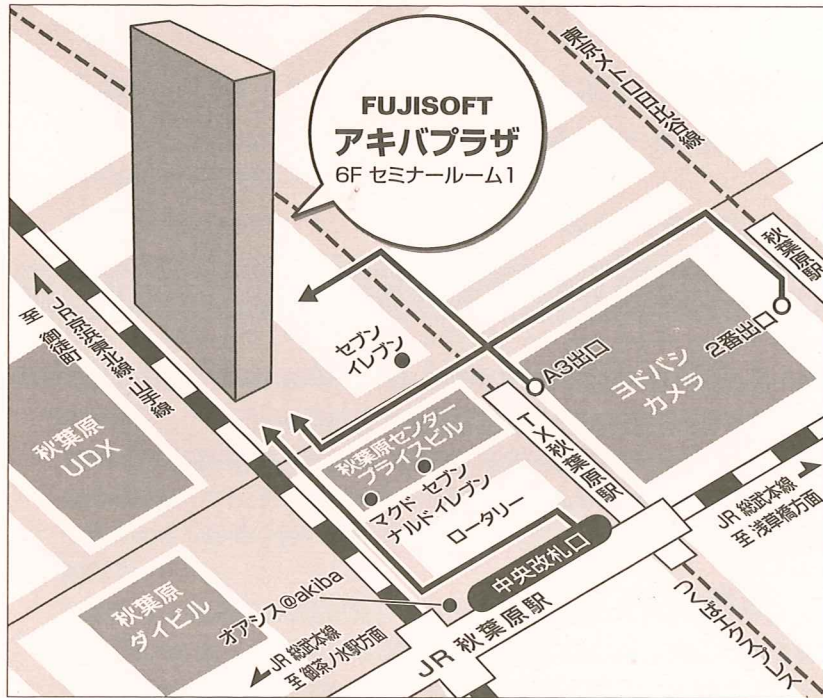 FUJISOFT
アキバプラザ
6F セミナールーム1
東京メトロ日比谷線
秋葉原駅
2番出口
A3出口
ヨドバシ
カメラ
セブン
イレブン
至 御徒町
JR京浜東北線・山手線
秋葉原
UDX
秋葉原センター
プライスビル
マクド
ナルド
セブン
イレブン
ロータリー
TX 秋葉原駅
JR 総武本線
至 浅草橋方面
中央改札口
秋葉原
ダイビル
オアシス@akiba
JR 総武本線
至 御茶ノ水駅方面
JR 秋葉原駅
つくばエクスプレス